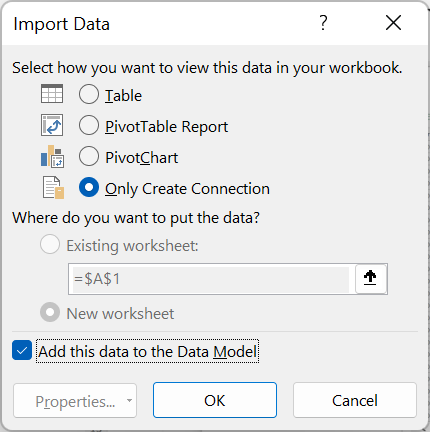 Import Data
?
Select how you want to view this data in your workbook.
Table
PivotTable Report
PivotChart
Only Create Connection
Where do you want to put the data?
Existing worksheet:
=$A$1
New worksheet
Add this data to the Data Model
Properties...
OK
Cancel